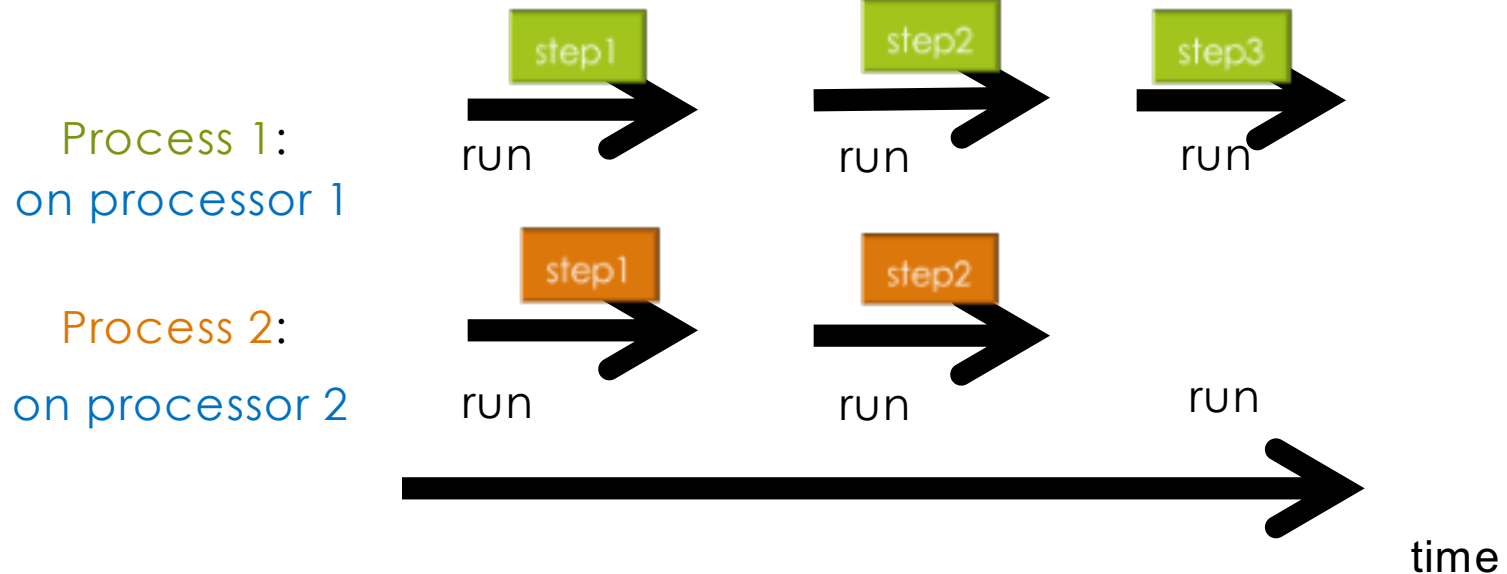 step1 step2 step3
Process 1:
run run run
on processor 1
step1 step2
Process 2:
on processor 2
run run run
time